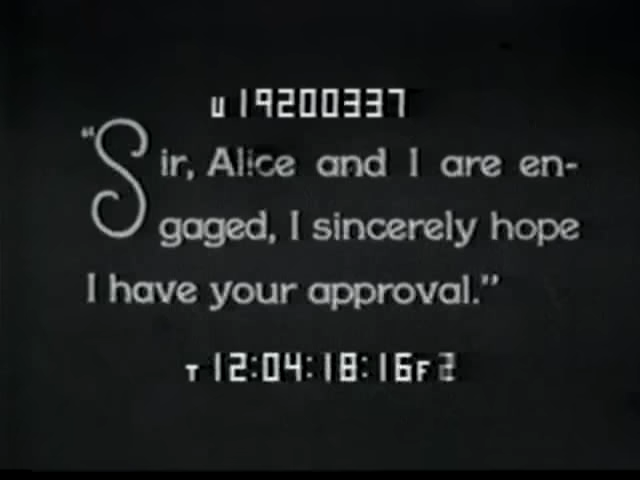 U 19200337
"Sir, Alice and I are en-
gaged, I sincerely hope
I have your approval."
T 12:04:18:16F2